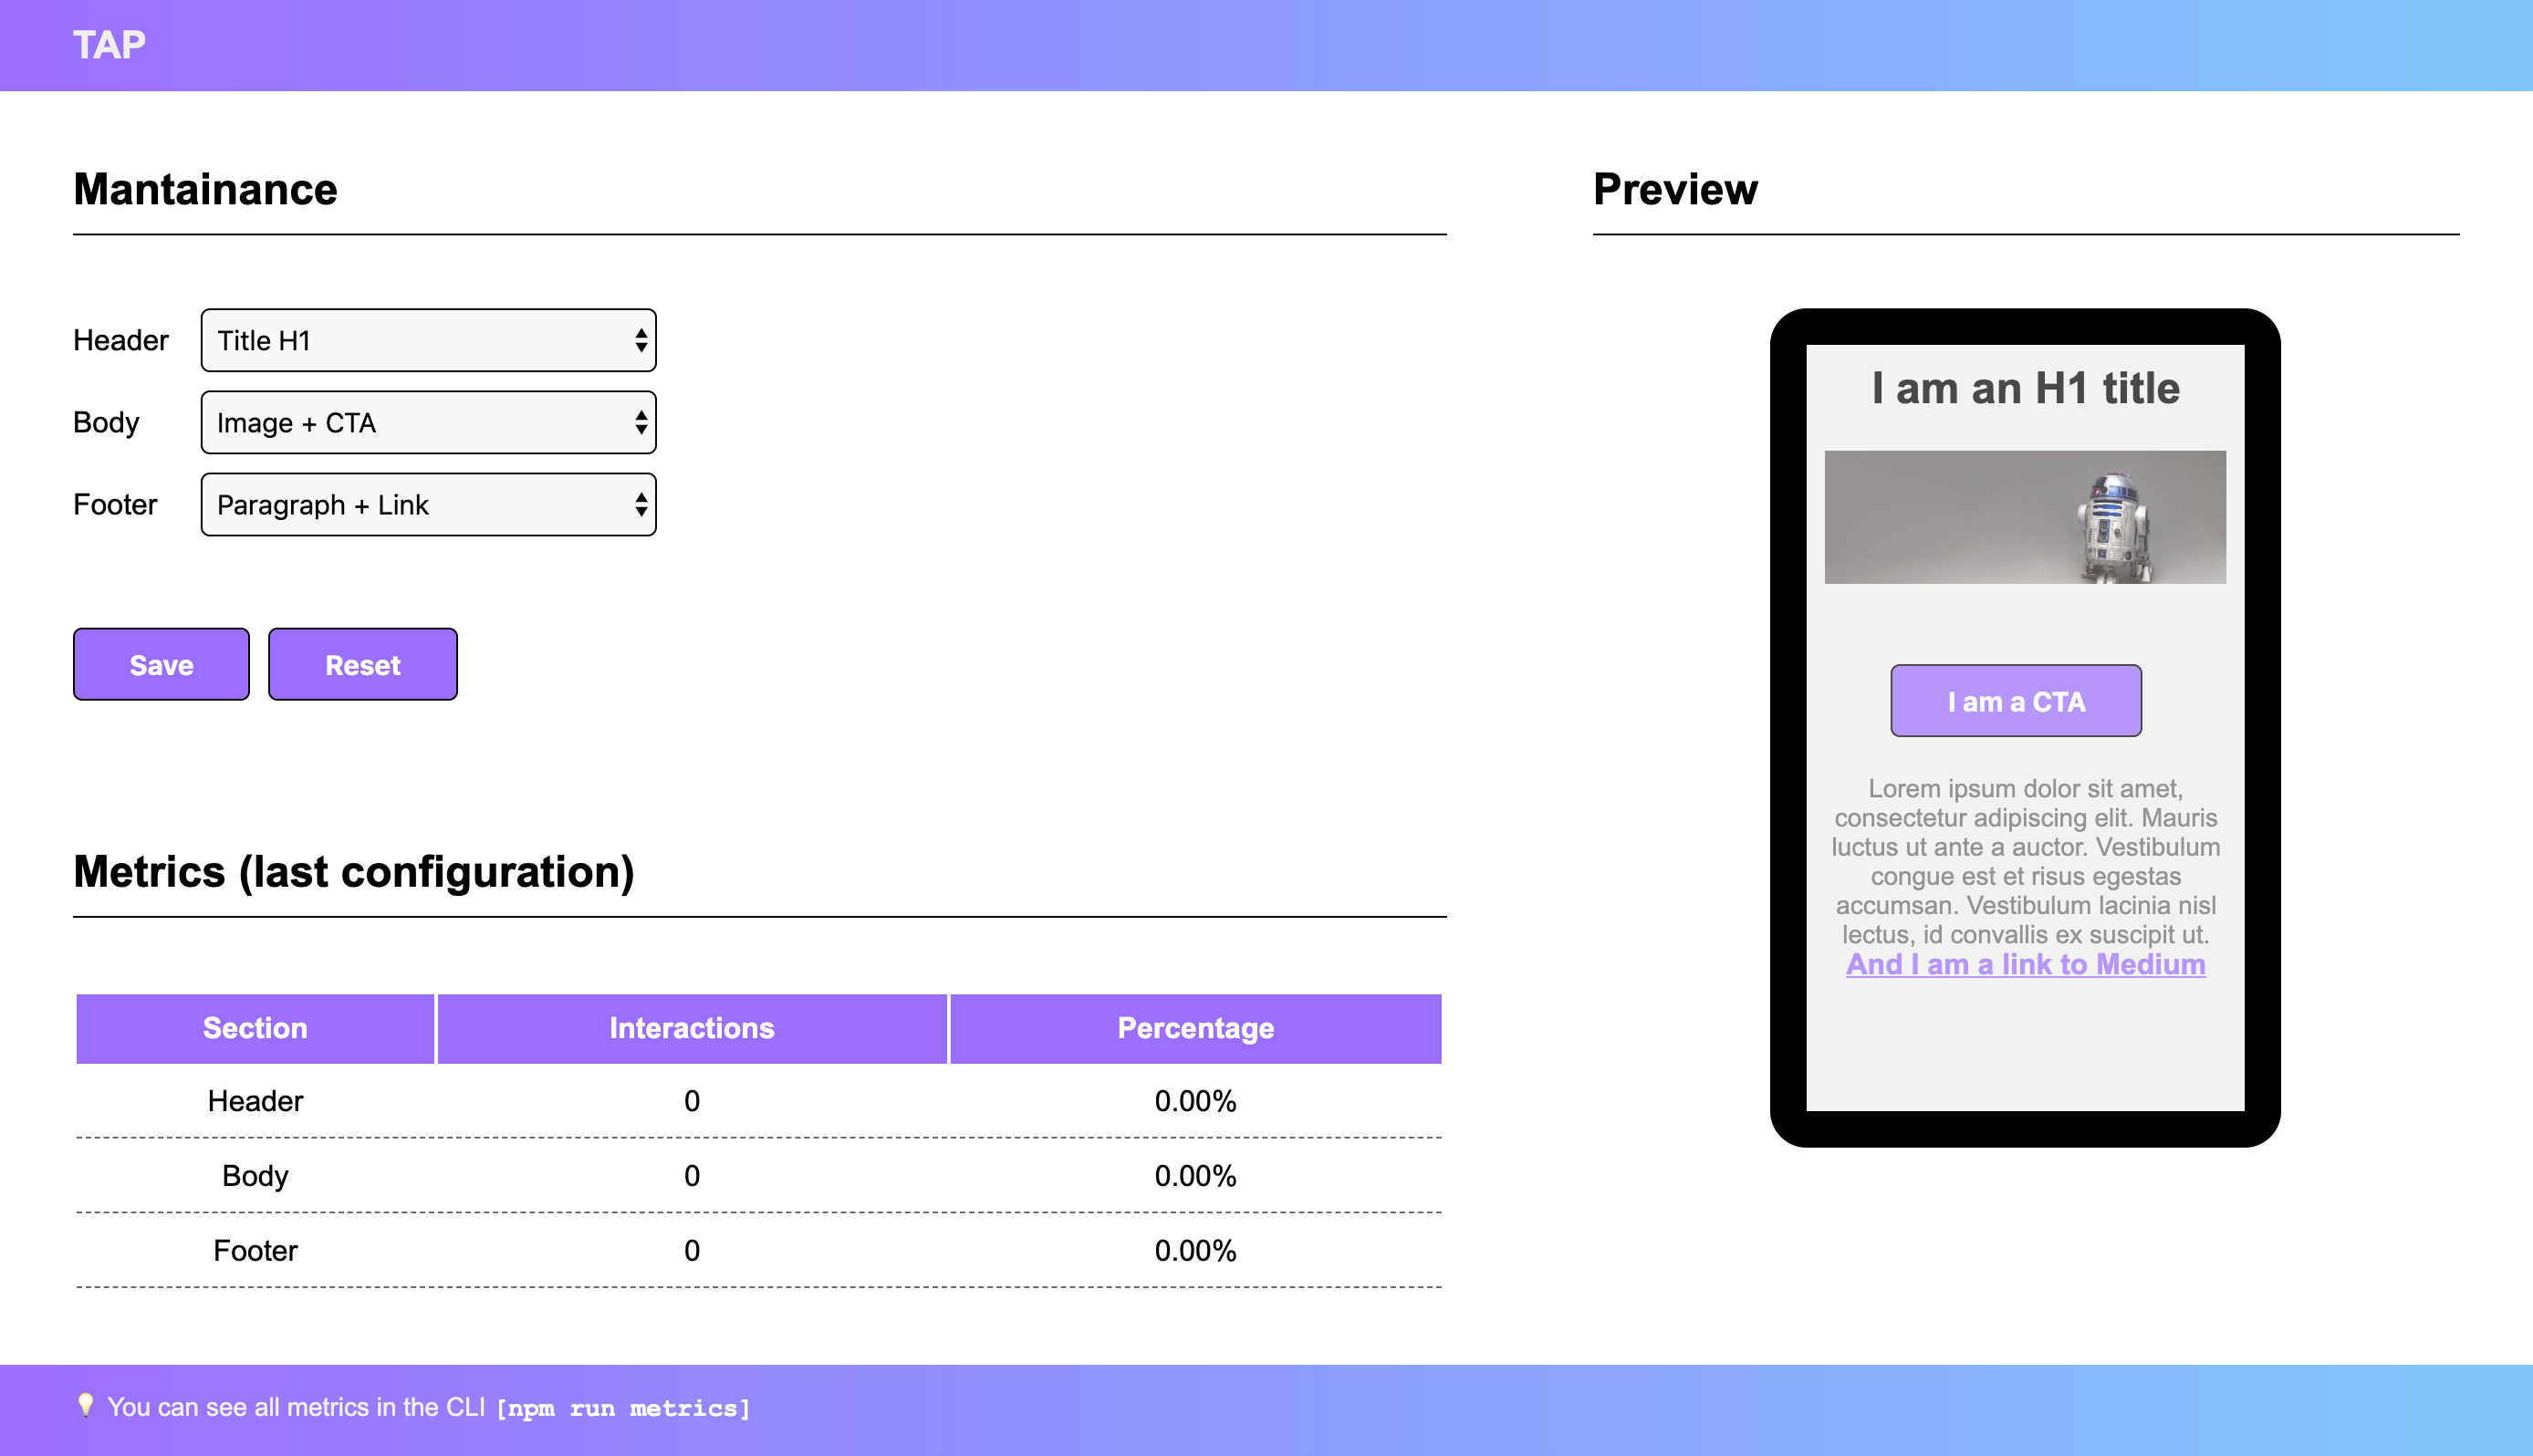 TAP
Mantainance
Header Title H1
Body Image + CTA
Footer Paragraph + Link
Save Reset
Metrics (last configuration)
Section Interactions Percentage
Header 0 0.00%
Body 0 0.00%
Footer 0 0.00%
Preview
I am an H1 title
I am a CTA
Lorem ipsum dolor sit amet,
consectetur adipiscing elit. Mauris
luctus ut ante a auctor. Vestibulum
congue est et risus egestas
accumsan. Vestibulum lacinia nisl
lectus, id convallis ex suscipit ut.
And I am a link to Medium
💡 You can see all metrics in the CLI [npm run metrics]